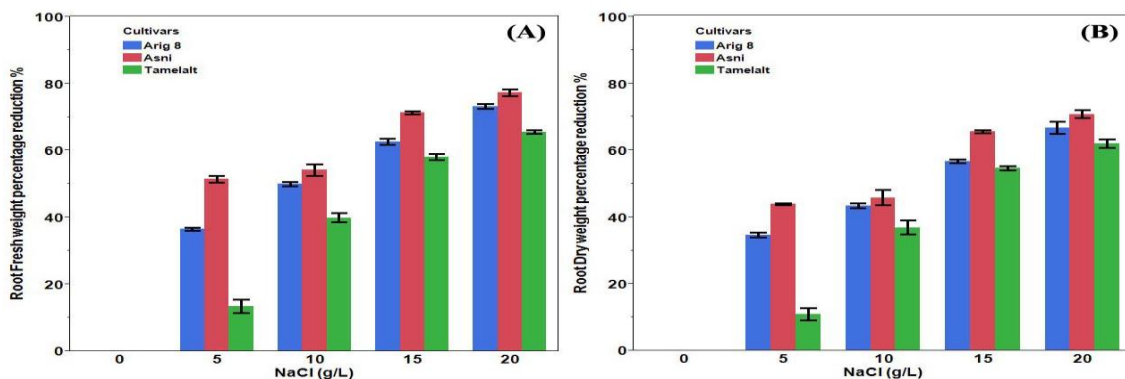 (A)
Cultivars
Arig 8
Asni
Tamelalt
Root Fresh weight percentage reduction %
100
80
60
40
20
0
0 5 10 15 20
NaCl (g/L)
(B)
Cultivars
Arig 8
Asni
Tamelalt
Root Dry weight percentage reduction %
100
80
60
40
20
0
0 5 10 15 20
NaCl (g/L)